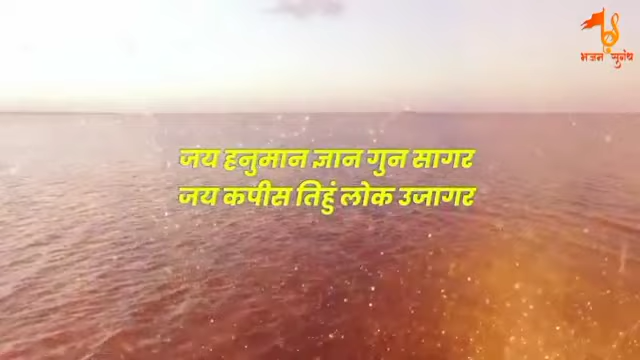 भजन सुगंध
जय हनुमान ज्ञान गुन सागर
जय कपीस तिहुं लोक उजागर